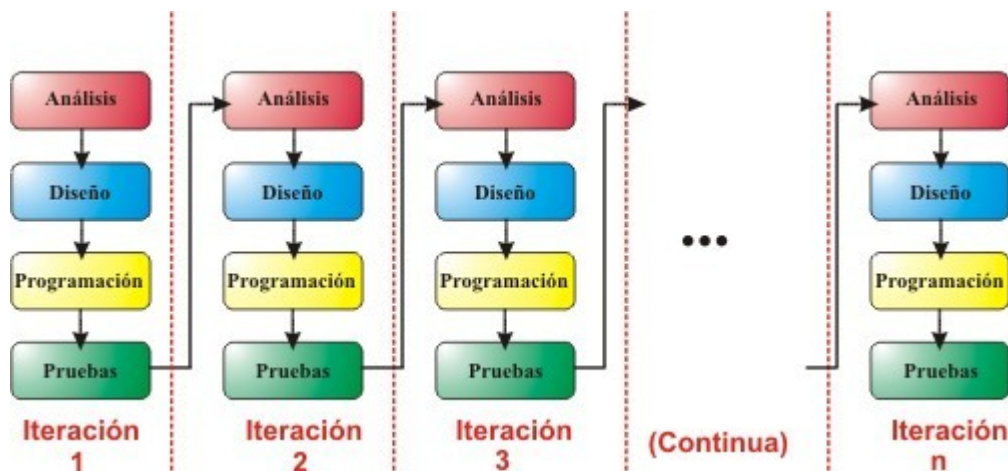 Análisis
Diseño
Programación
Pruebas
Iteración
1
Análisis
Diseño
Programación
Pruebas
Iteración
2
Análisis
Diseño
Programación
Pruebas
Iteración
3
•••
(Continua)
Análisis
Diseño
Programación
Pruebas
Iteración
n